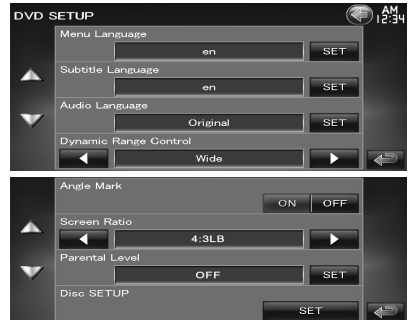 DVD SETUP
AM
12:34
Menu Language
en SET
Subtitle Language
en SET
Audio Language
Original SET
Dynamic Range Control
Wide
Angle Mark
ON OFF
Screen Ratio
4:3LB
Parental Level
OFF SET
Disc SETUP
SET